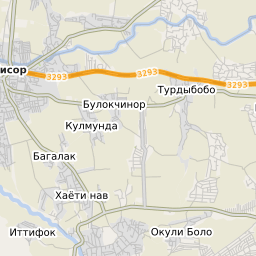 3293
исор
3293
3293
Турдыбобо
Булокчинор
Кулмунда
Багалак
Хаёти нав
Иттифок
Окули Боло